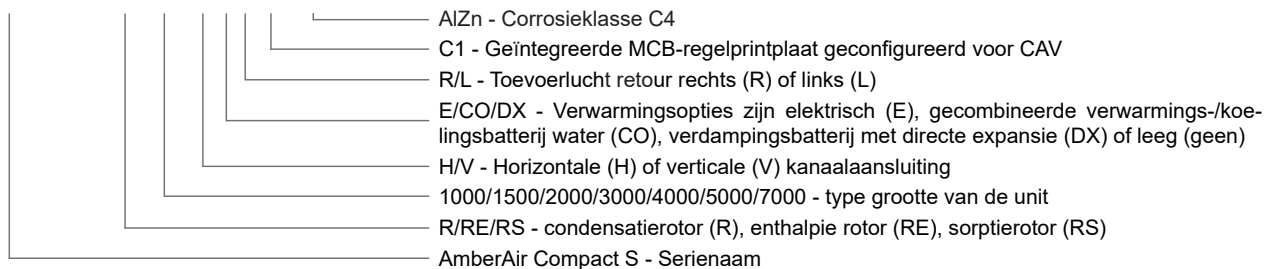 AlZn - Corrosieklasse C4
C1 - Geïntegreerde MCB-regelprintplaat geconfigureerd voor CAV
R/L - Toevoerlucht retour rechts (R) of links (L)
E/CO/DX - Verwarmingsopties zijn elektrisch (E), gecombineerde verwarmings-/koe-
lingsbatterij water (CO), verdampingsbatterij met directe expansie (DX) of leeg (geen)
H/V - Horizontale (H) of verticale (V) kanaalaansluiting
1000/1500/2000/3000/4000/5000/7000 - type grootte van de unit
R/RE/RS - condensatierotor (R), enthalpie rotor (RE), sorptierotor (RS)
AmberAir Compact S - Serienaam